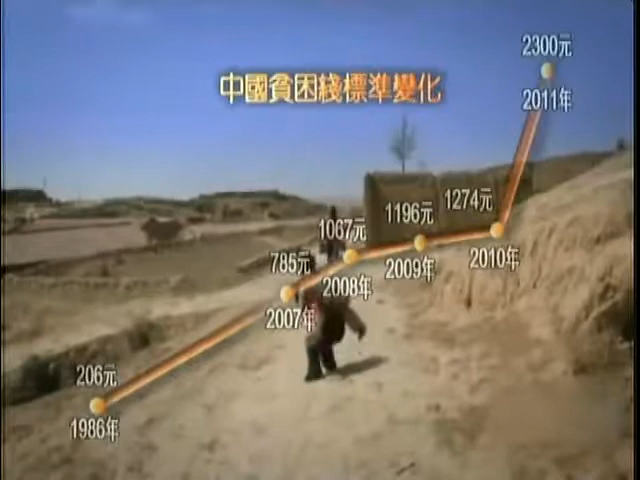 中國貧困綫標準變化
206元
1986年
785元
2007年
1067元
2008年
1196元
2009年
1274元
2010年
2300元
2011年